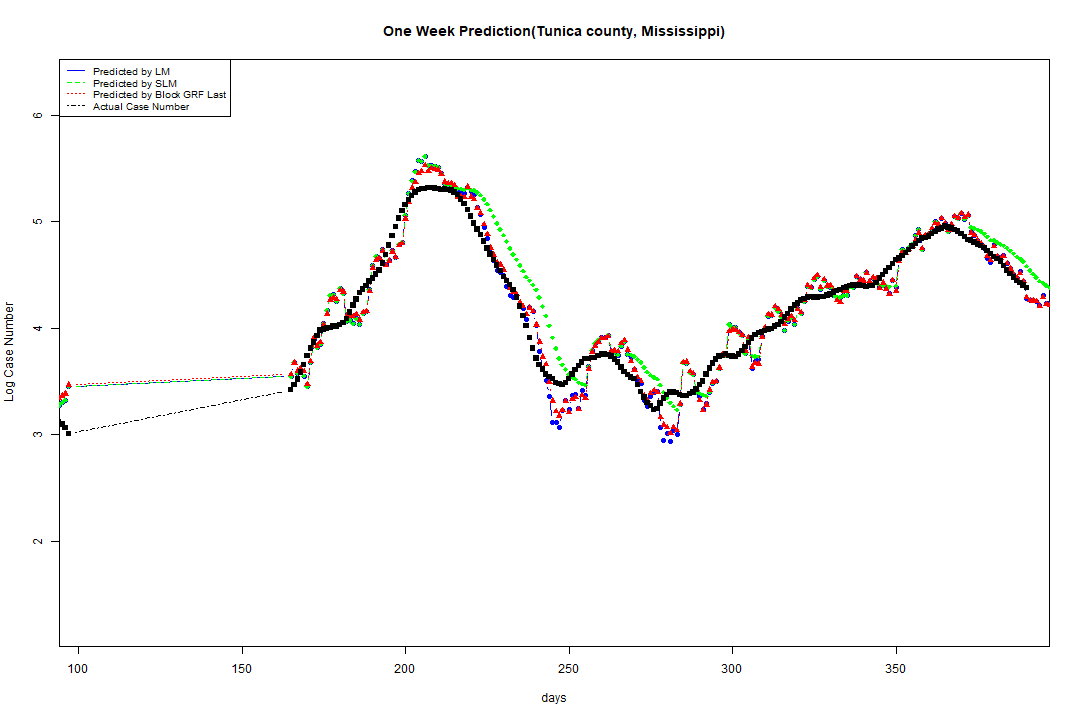 One Week Prediction(Tunica county, Mississippi)
Predicted by LM
Predicted by SLM
Predicted by Block GRF Last
Actual Case Number
6
5
4
3
2
Log Case Number
100 150 200 250 300 350
days